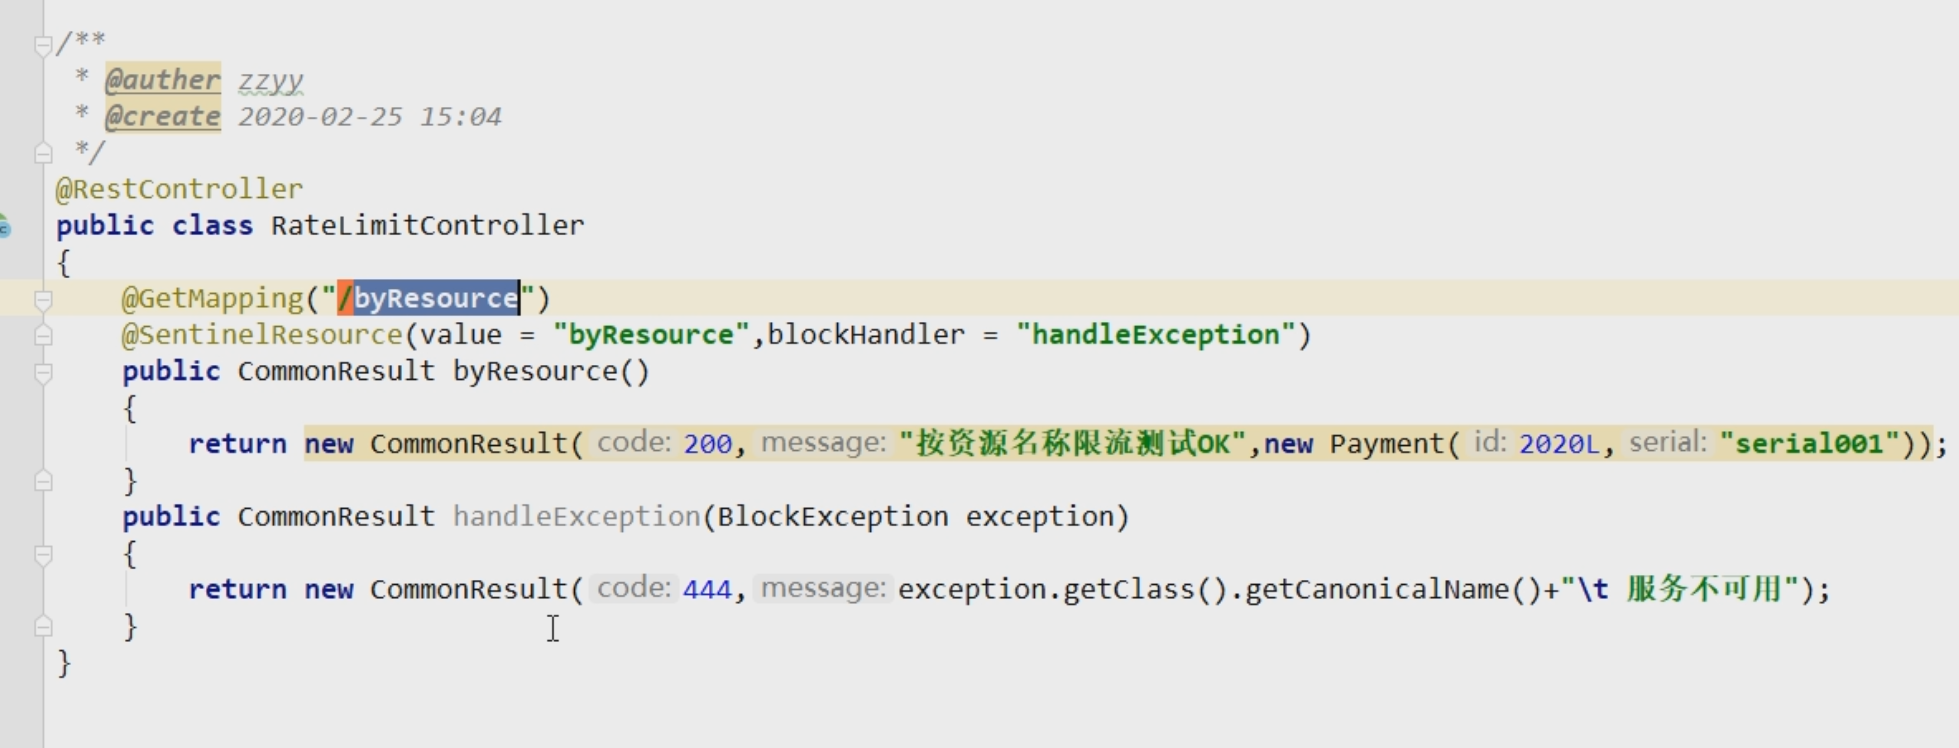 /**
 * @auther zzyy
 * @create 2020-02-25 15:04
 */
@RestController
public class RateLimitController
{
    @GetMapping("/byResource")
    @SentinelResource(value = "byResource",blockHandler = "handleException")
    public CommonResult byResource()
    {
        return new CommonResult( code: 200, message: "按资源名称限流测试OK",new Payment( id: 2020L, serial: "serial001"));
    }
    public CommonResult handleException(BlockException exception)
    {
        return new CommonResult( code: 444, message: exception.getClass().getCanonicalName()+"\t 服务不可用");
    }
}